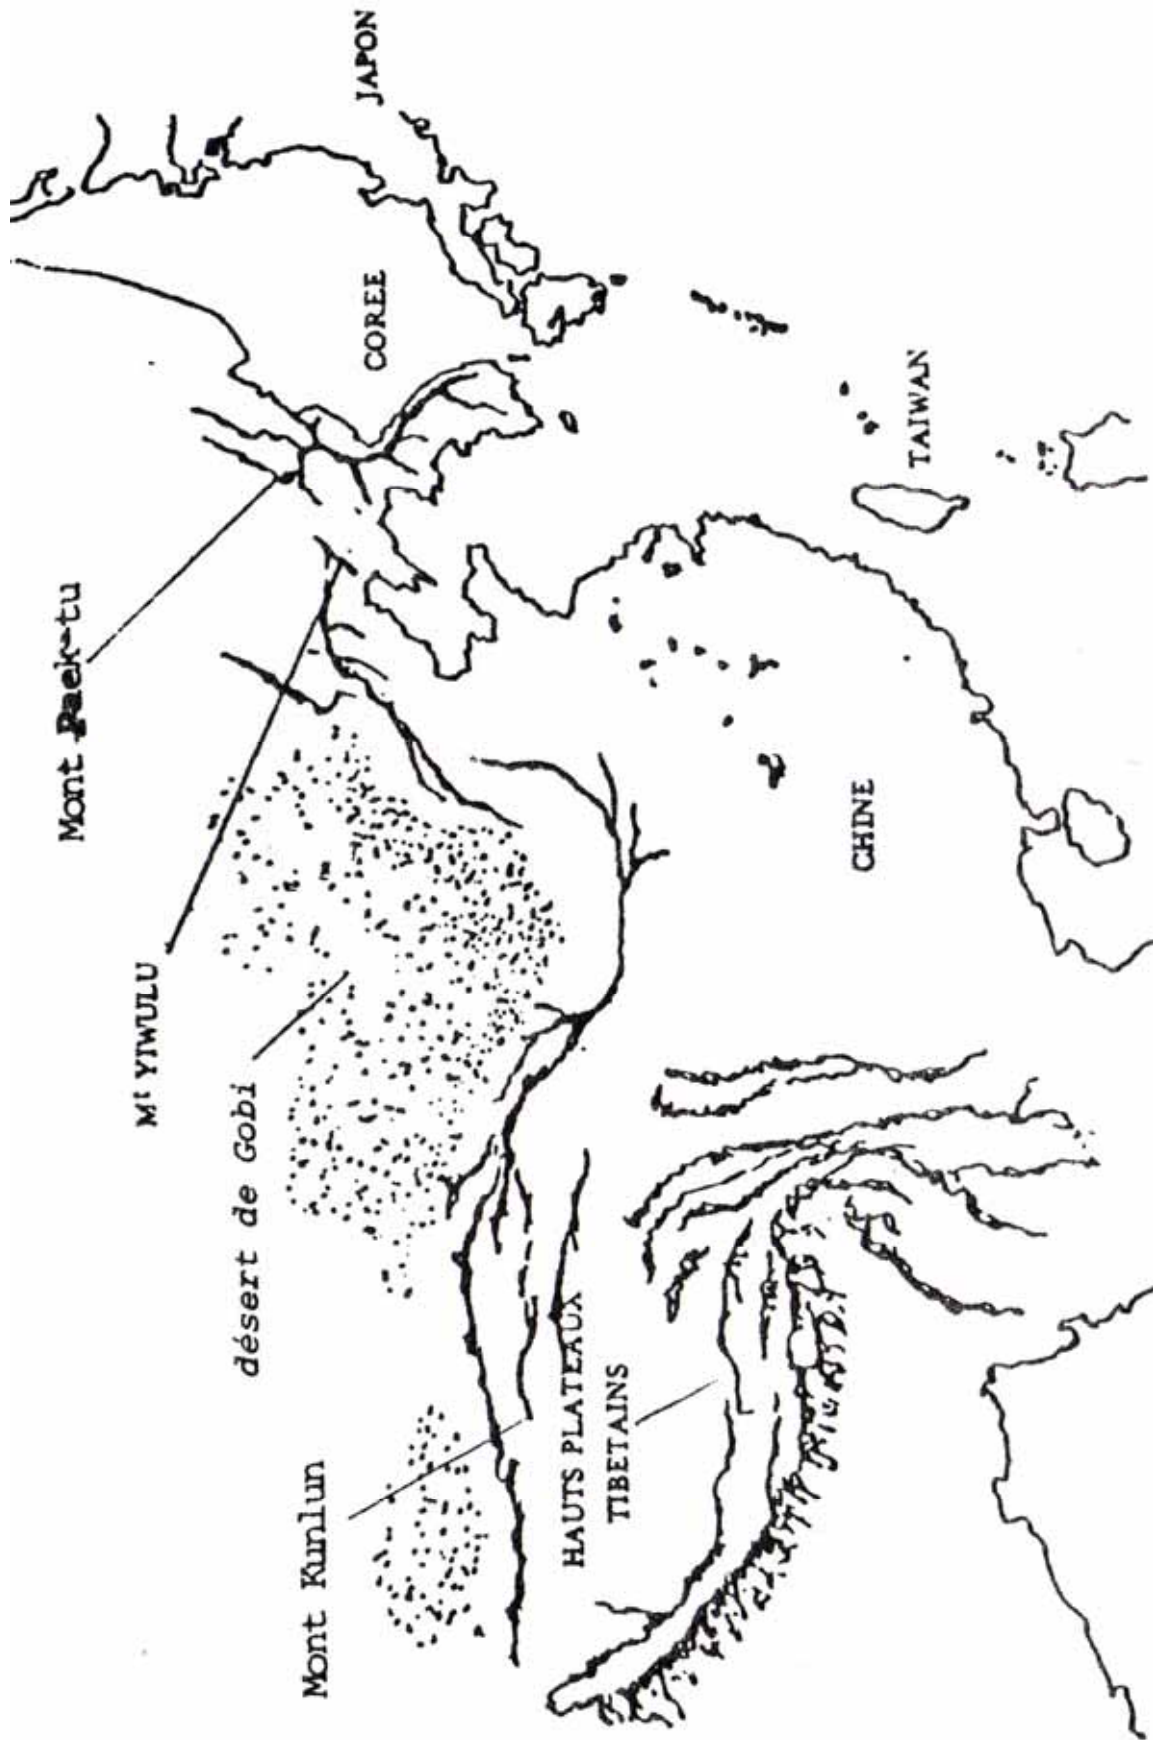 Mont Paek-tu
JAPON
Mt YIWULU
COREE
désert de Gobi
Mont Kunlun
HAUTS PLATEAUX
TIBETAINS
CHINE
TAIWAN